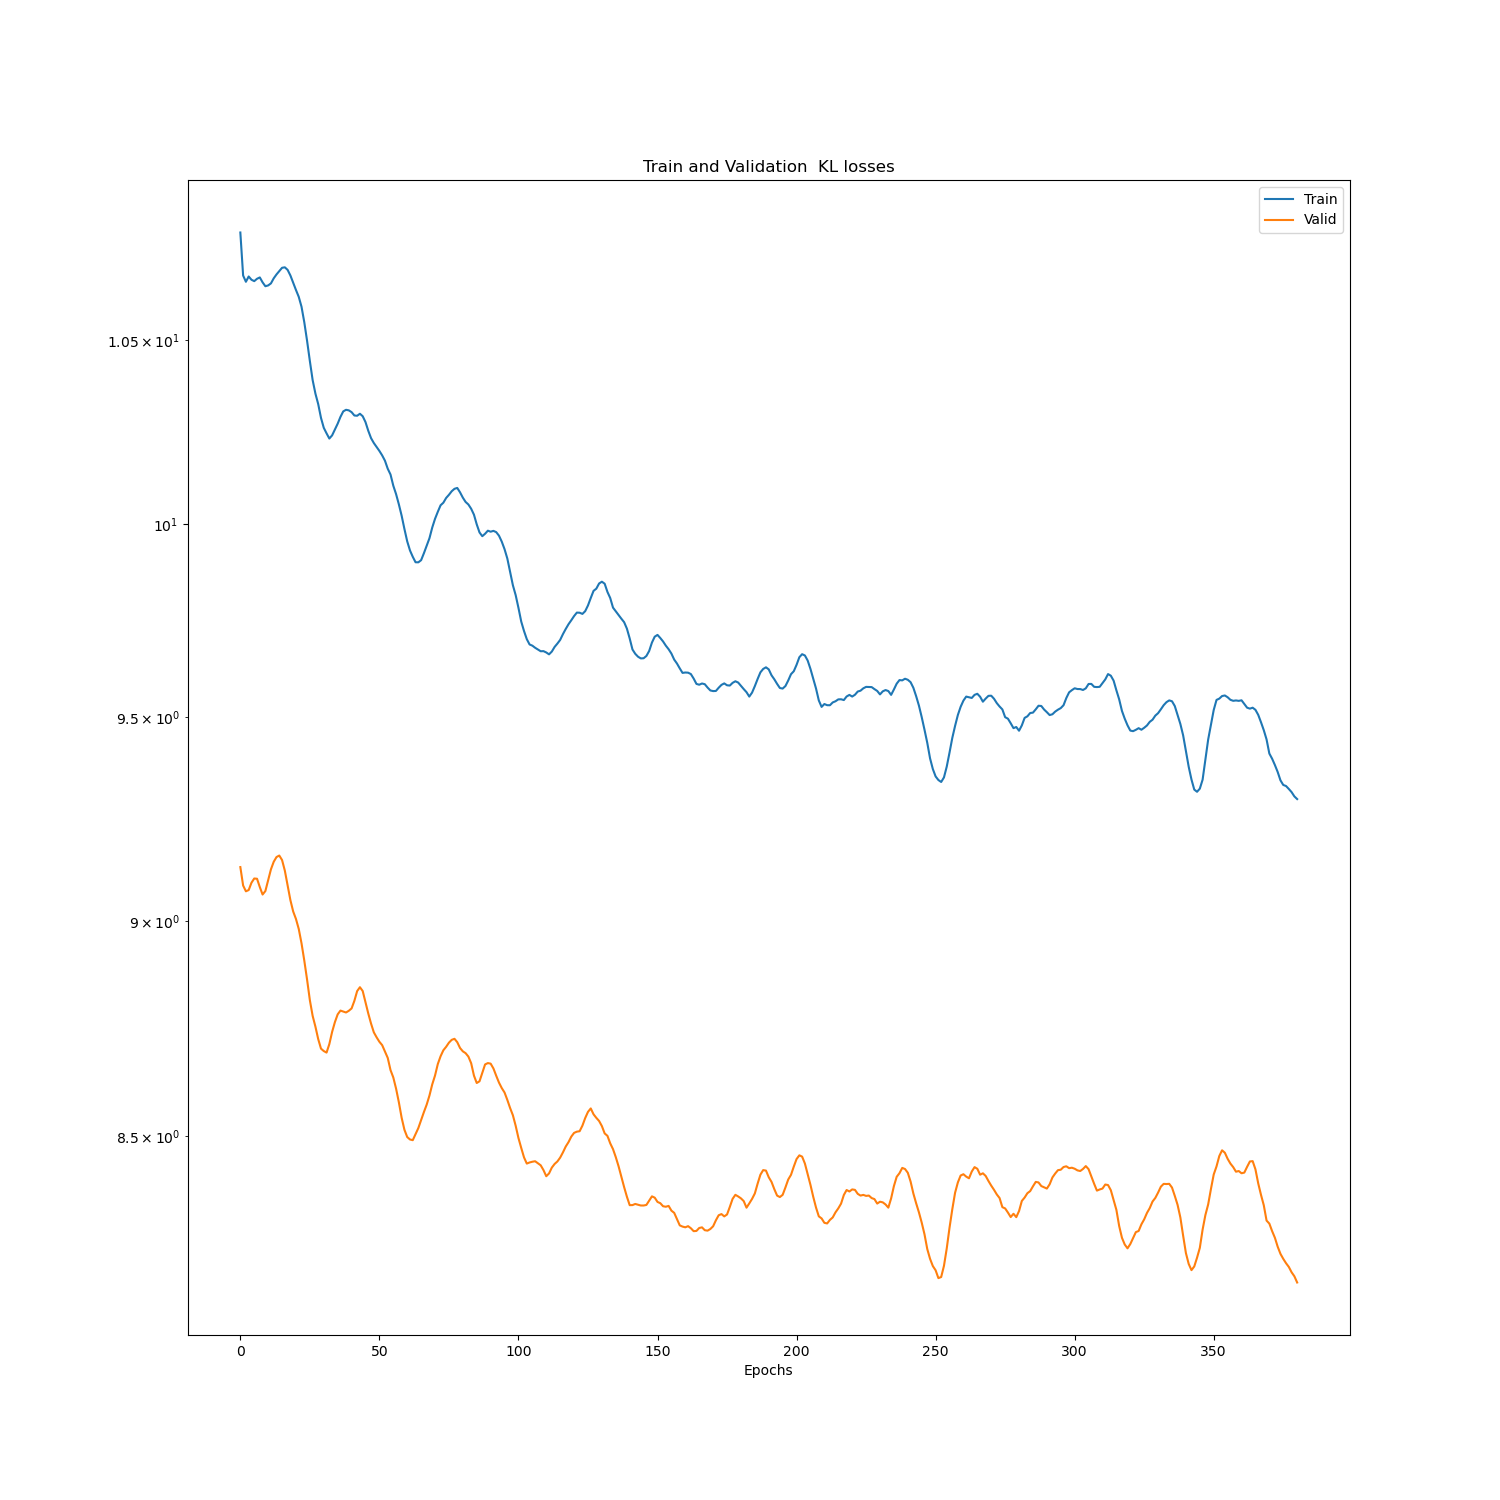 Train and Validation  KL losses
Train
Valid
1.05 × 10¹
10¹
9.5 × 10⁰
9 × 10⁰
8.5 × 10⁰
0 50 100 150 200 250 300 350
Epochs